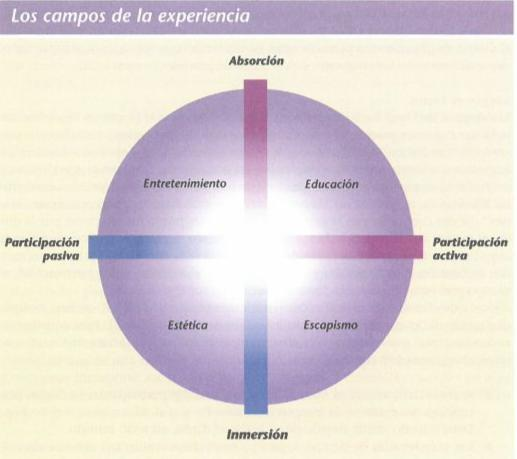 Los campos de la experiencia
Absorción
Entretenimiento
Educación
Participación
pasiva
Participación
activa
Estética
Escapismo
Inmersión